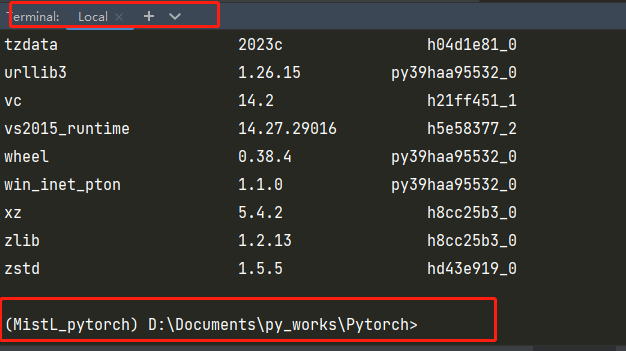 Terminal: Local × + 
tzdata 2023c h04d1e81_0
urllib3 1.26.15 py39haa95532_0
vc 14.2 h21ff451_1
vs2015_runtime 14.27.29016 h5e58377_2
wheel 0.38.4 py39haa95532_0
win_inet_pton 1.1.0 py39haa95532_0
xz 5.4.2 h8cc25b3_0
zlib 1.2.13 h8cc25b3_0
zstd 1.5.5 hd43e919_0
(MistL_pytorch) D:\Documents\py_works\Pytorch>